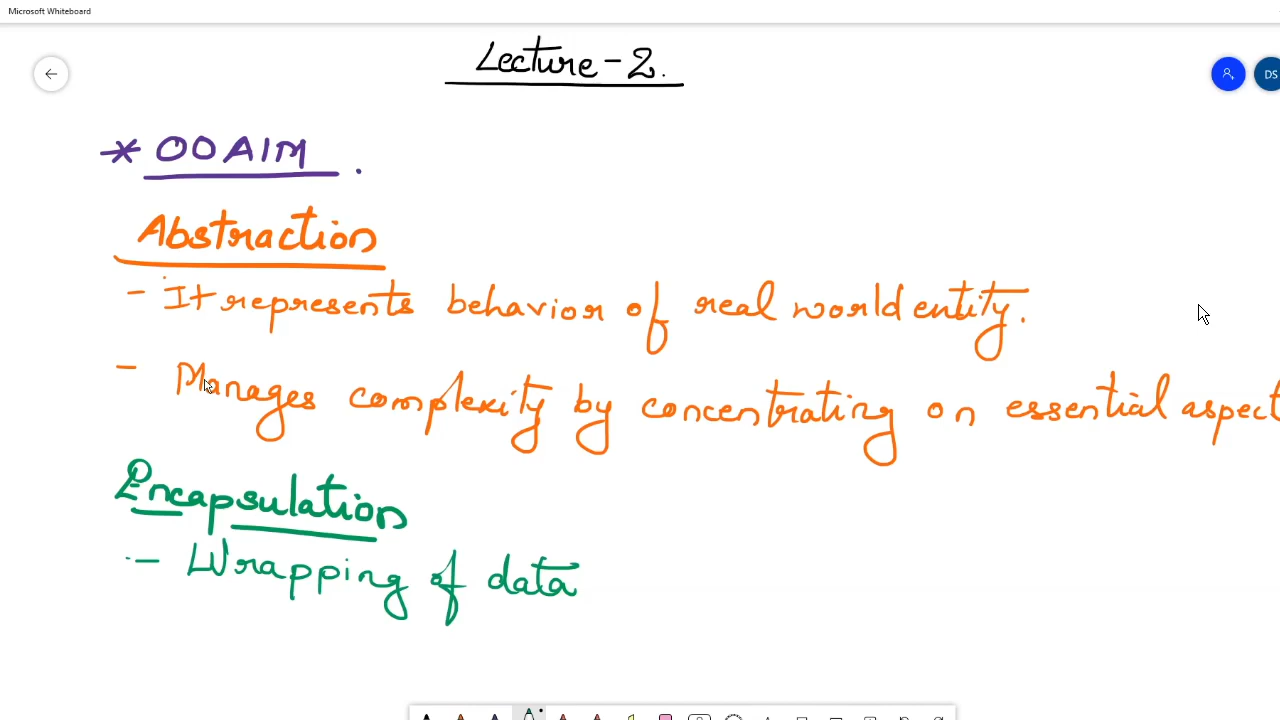 Microsoft Whiteboard
Lecture-2.
DS
* OOAIM.
Abstraction
- It represents behavior of real world entity.
- Manages complexity by concentrating on essential aspect
Encapsulation
- Wrapping of data